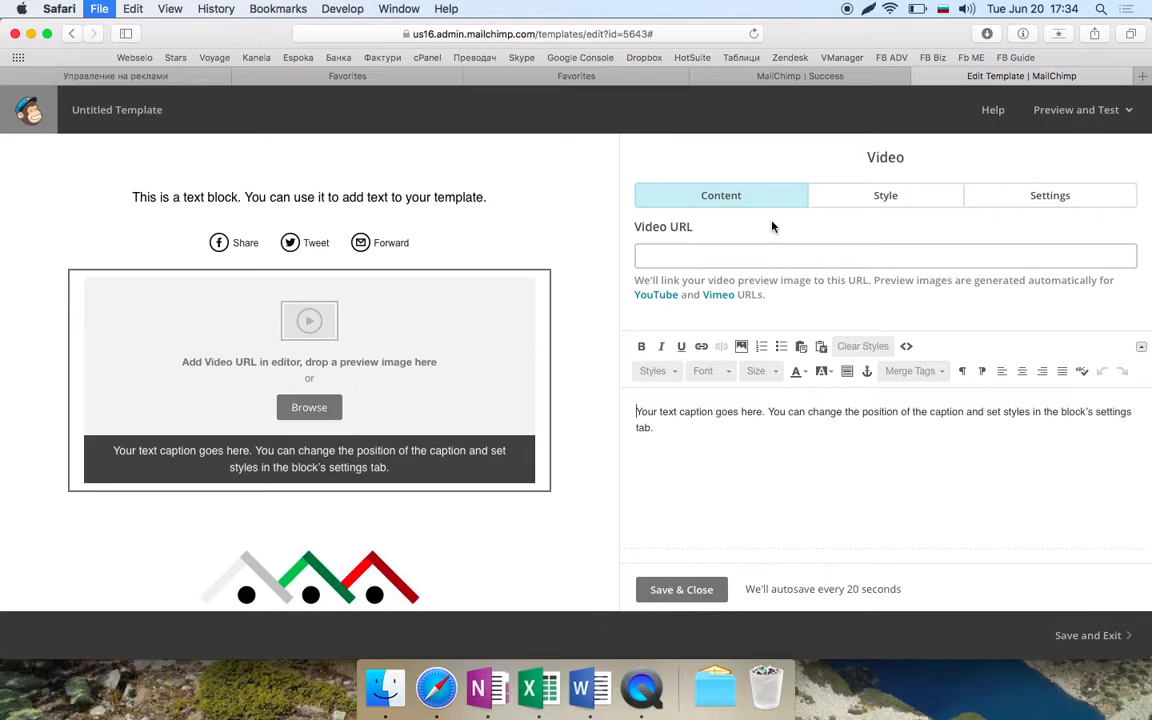 Safari File Edit View History Bookmarks Develop Window Help Tue Jun 20 17:34
us16.admin.mailchimp.com/templates/edit?id=5643#
Webselo Stars Voyage Kanela Espoka Банка Фактури cPanel Преводач Skype Google Console Dropbox HotSuite Таблици Zendesk VManager FB ADV FB Biz Fb ME FB Guide
Управление на реклами Favorites Favorites MailChimp | Success Edit Template | MailChimp
Untitled Template Help Preview and Test
Video
This is a text block. You can use it to add text to your template.
Content Style Settings
Share Tweet Forward
Video URL
We'll link your video preview image to this URL. Preview images are generated automatically for
YouTube and Vimeo URLs.
Add Video URL in editor, drop a preview image here
or
Browse
Your text caption goes here. You can change the position of the caption and set
styles in the block's settings tab.
B I U Clear Styles
Styles Font Size A A Merge Tags
Your text caption goes here. You can change the position of the caption and set styles in the block's settings
tab.
Save & Close We'll autosave every 20 seconds
Save and Exit
N X W